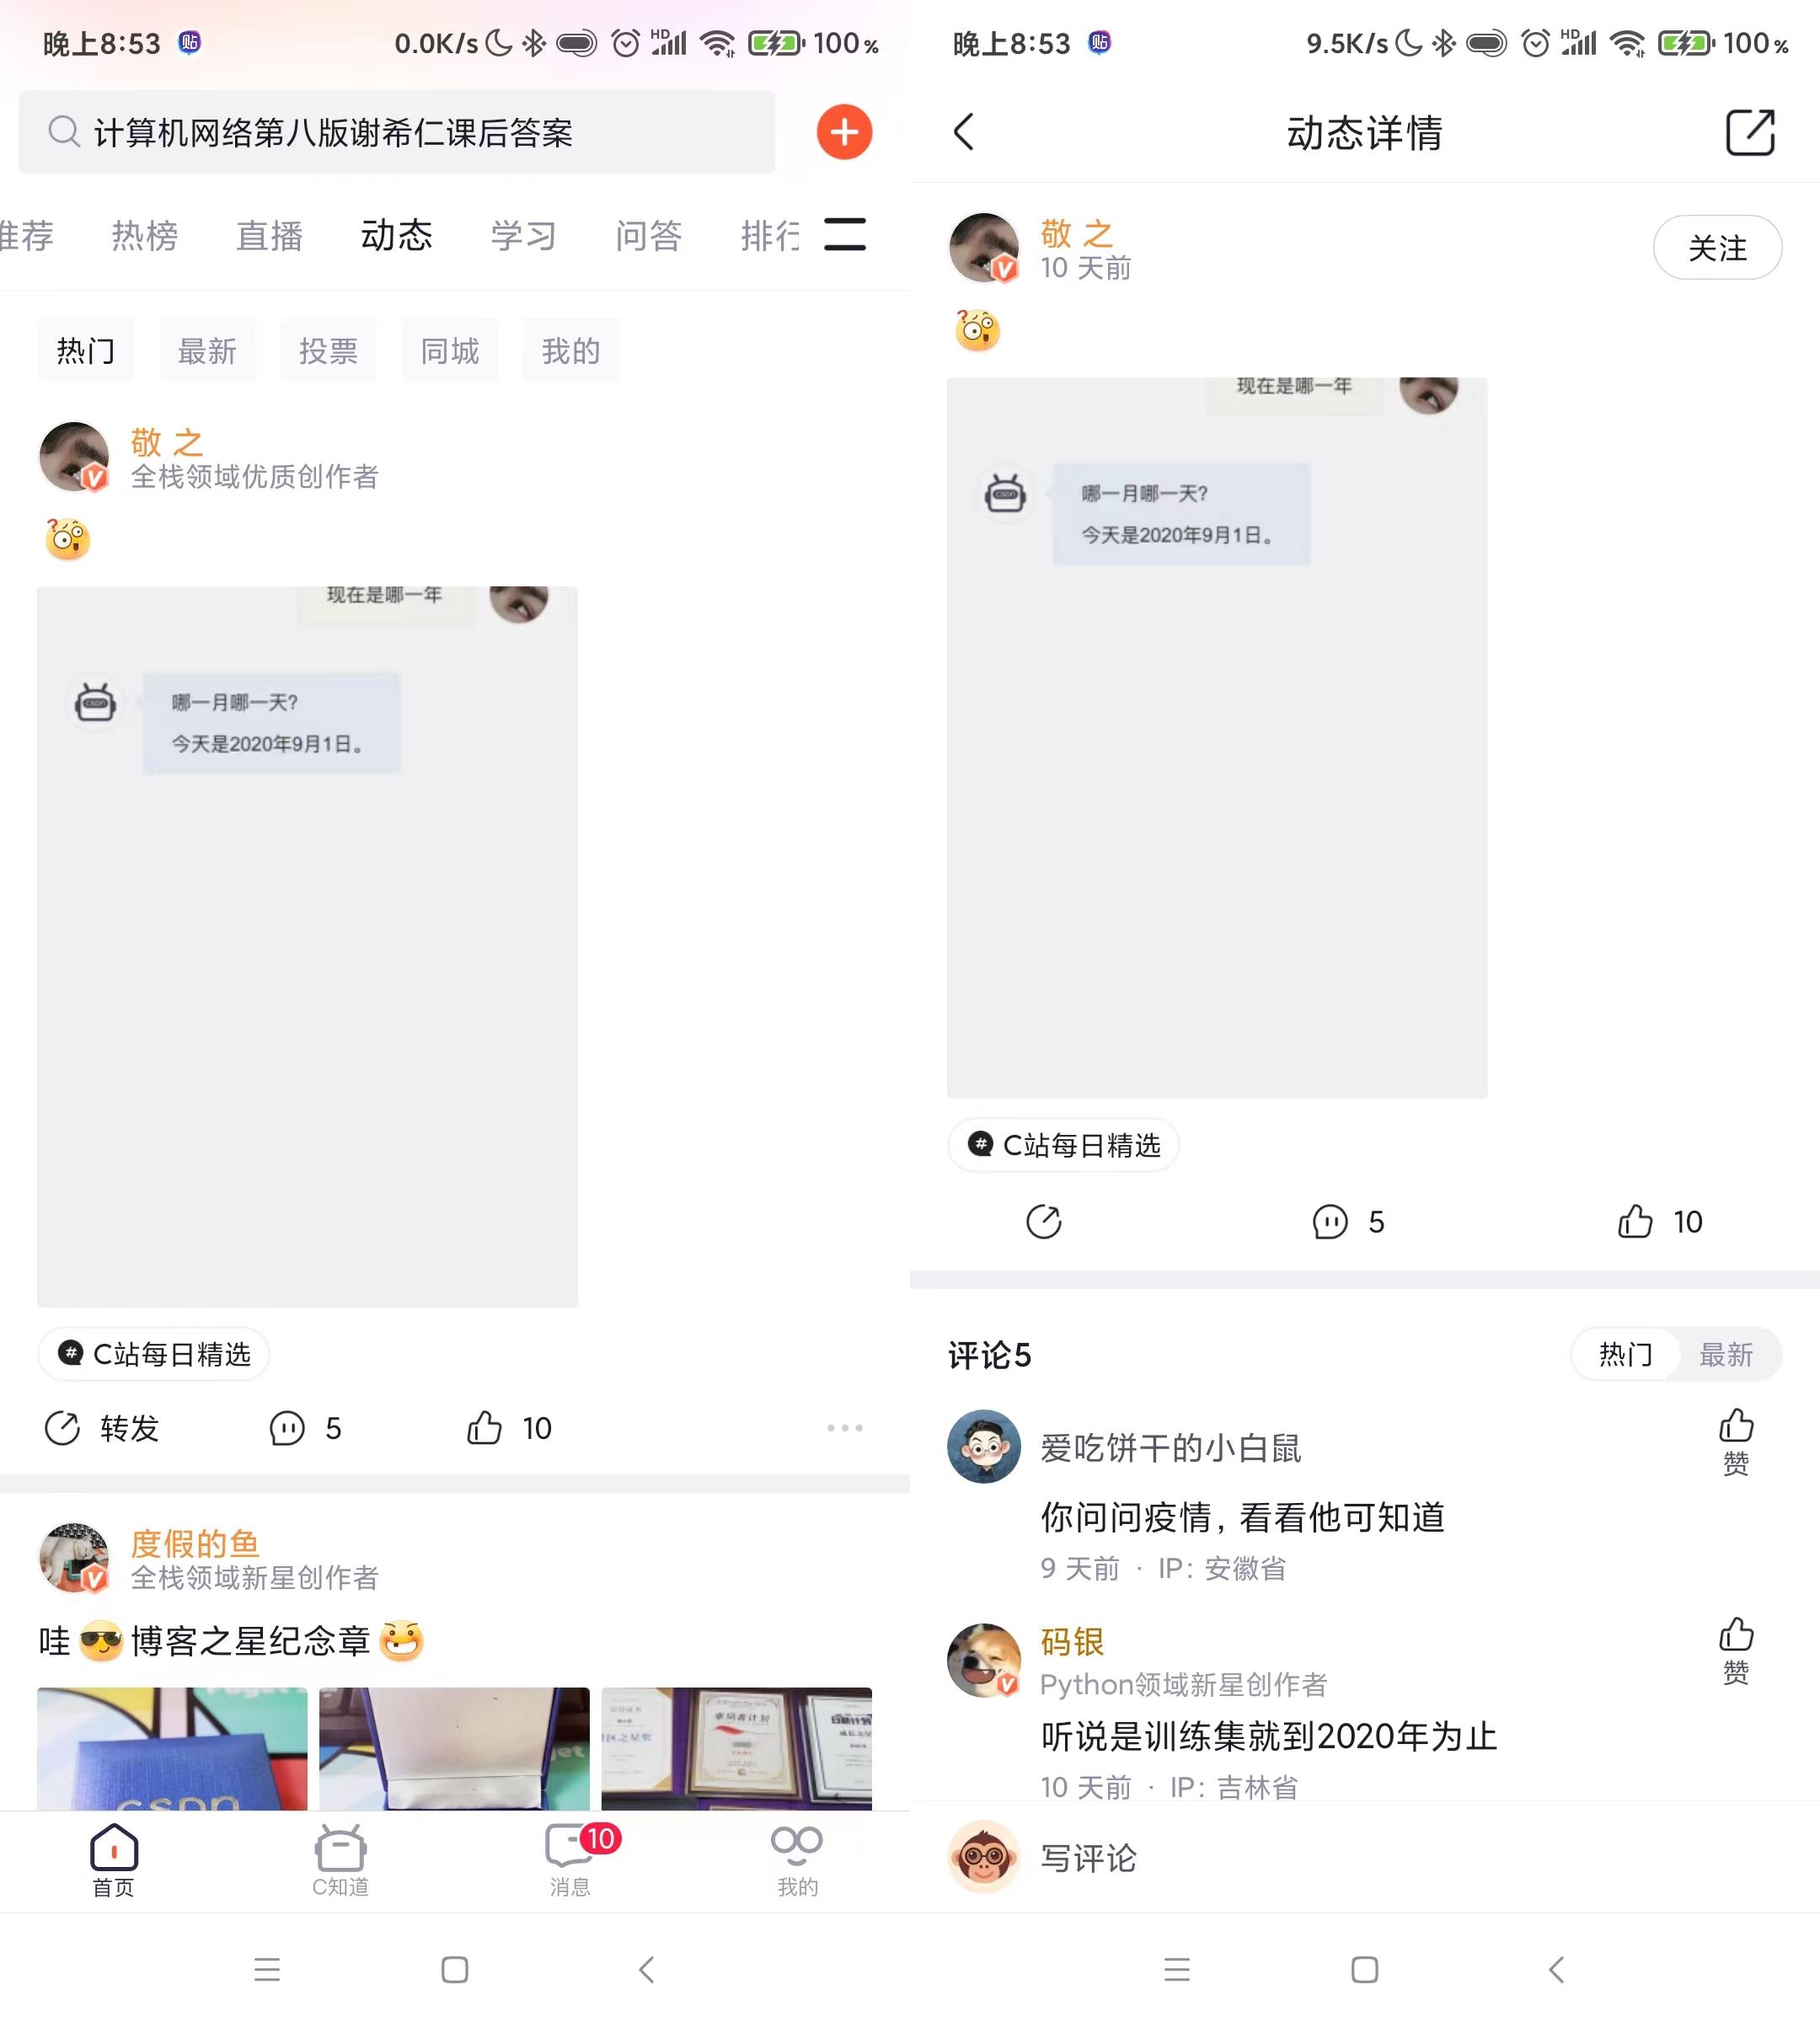 晚上8:53 贴 0.0K/s HD 100%
计算机网络第八版谢希仁课后答案
推荐 热榜 直播 动态 学习 问答 排行
热门 最新 投票 同城 我的
敬 之
全栈领域优质创作者
现在是哪一年
哪一月哪一天?
csdn
今天是2020年9月1日。
# C站每日精选
转发 5 10
度假的鱼
全栈领域新星创作者
哇 博客之星纪念章
csdn
首页 C知道 消息 10 我的
晚上8:53 贴 9.5K/s HD 100%
动态详情
敬 之
10 天前
关注
现在是哪一年
哪一月哪一天?
csdn
今天是2020年9月1日。
# C站每日精选
5 10
评论5 热门 最新
爱吃饼干的小白鼠
赞
你问问疫情, 看看他可知道
9 天前 · IP: 安徽省
码银
赞
Python领域新星创作者
听说是训练集就到2020年为止
10 天前 · IP: 吉林省
写评论